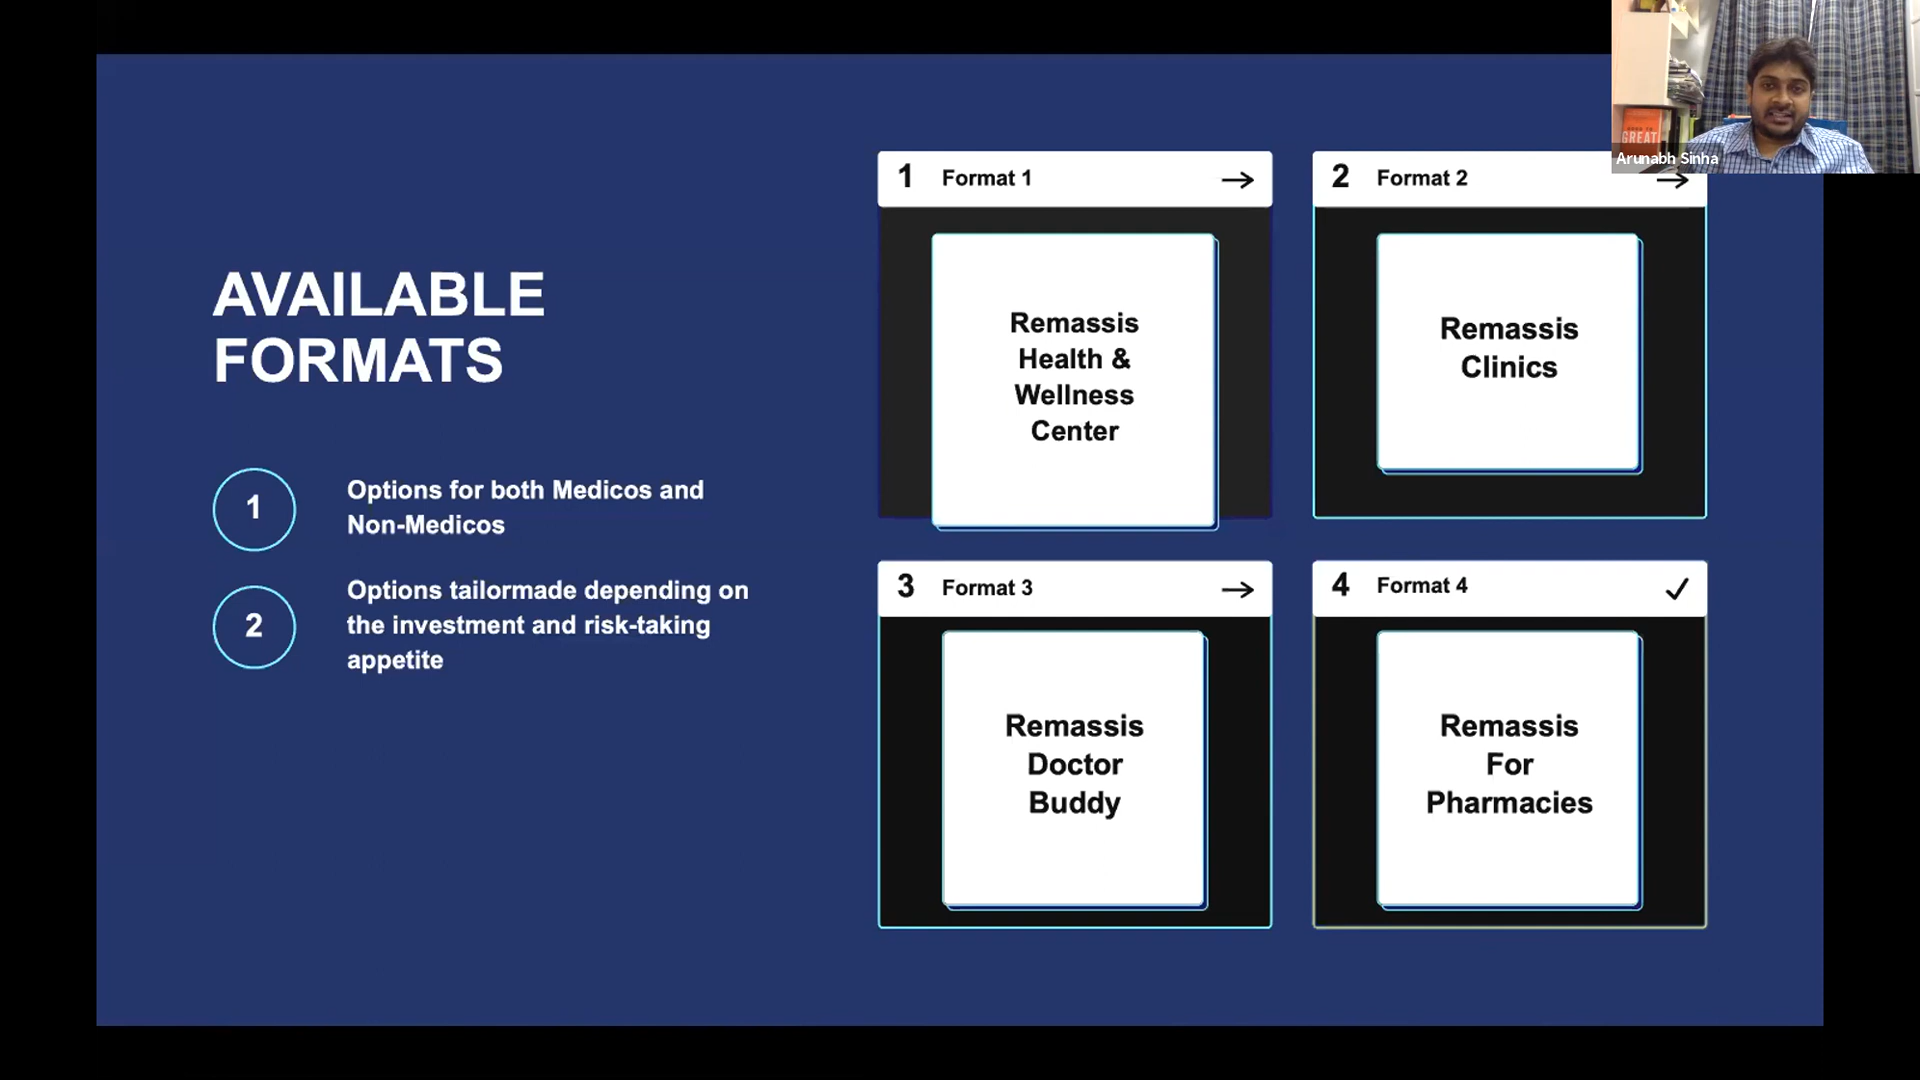 AVAILABLE
FORMATS
1
Options for both Medicos and
Non-Medicos
2
Options tailormade depending on
the investment and risk-taking
appetite
1 Format 1
Remassis
Health &
Wellness
Center
2 Format 2
Remassis
Clinics
3 Format 3
Remassis
Doctor
Buddy
4 Format 4
Remassis
For
Pharmacies
GREAT
Arunabh Sinha